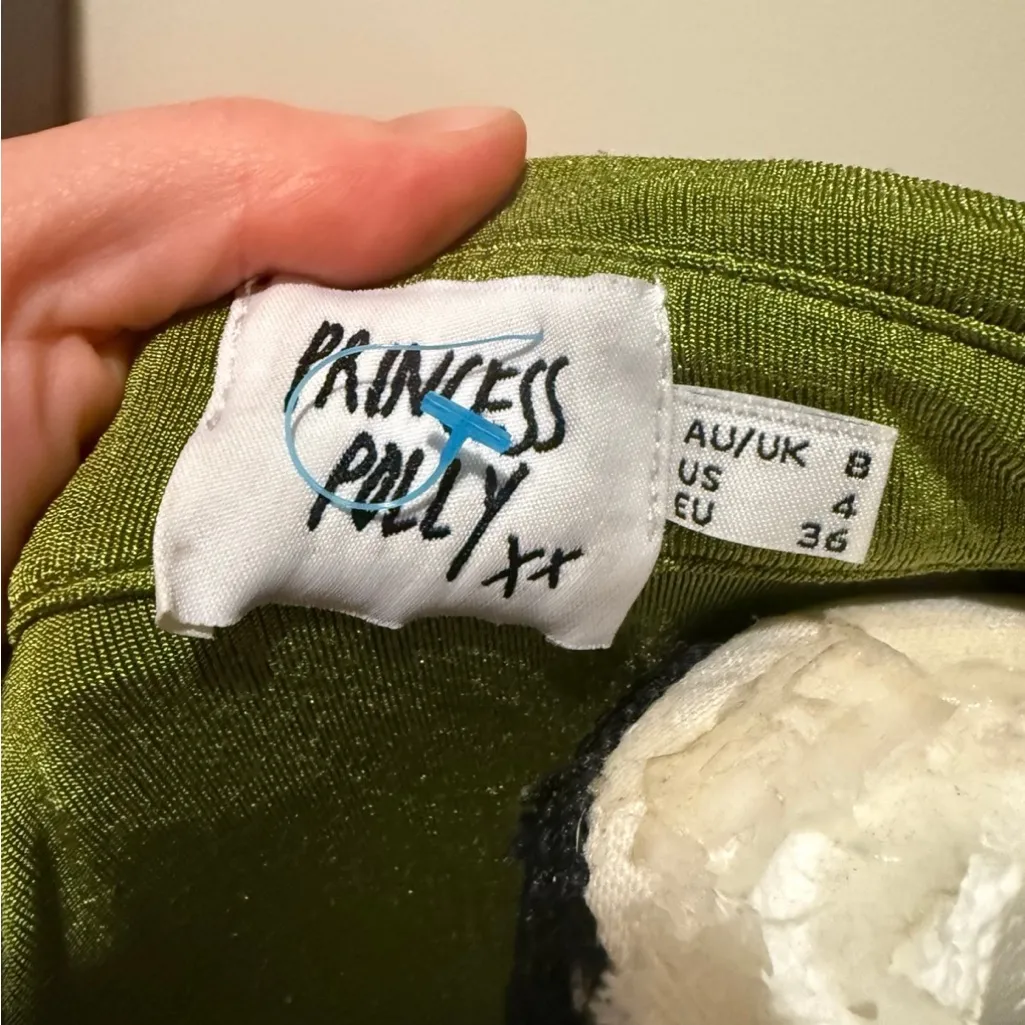 PRINCESS
POLLY
xx
AU/UK 8
US 4
EU 36